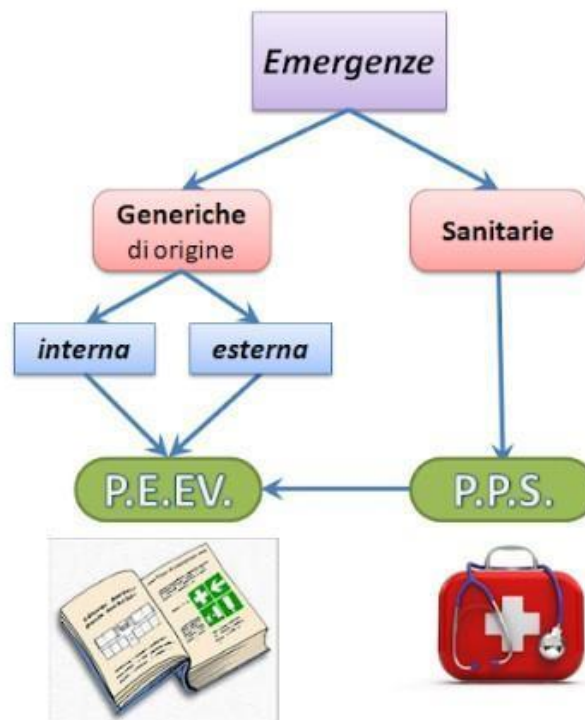 Emergenze
Generiche
di origine
Sanitarie
interna
esterna
P.E.EV.
P.P.S.